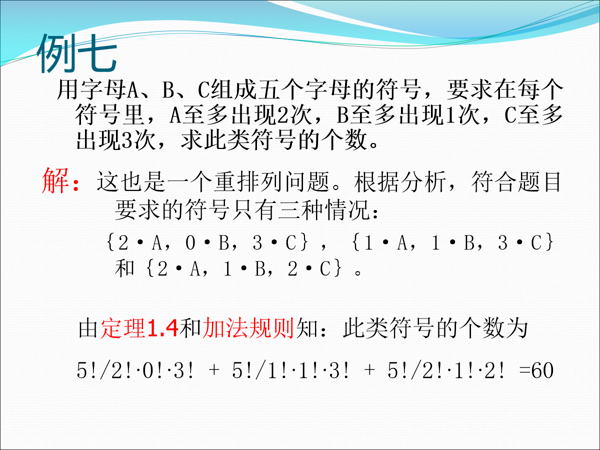 例七
用字母A、B、C组成五个字母的符号，要求在每个
符号里，A至多出现2次，B至多出现1次，C至多
出现3次，求此类符号的个数。
解：这也是一个重排列问题。根据分析，符合题目
要求的符号只有三种情况：
{2·A，0·B，3·C}，{1·A，1·B，3·C}
和{2·A，1·B，2·C}。
由定理1.4和加法规则知：此类符号的个数为
5!/2!·0!·3! + 5!/1!·1!·3! + 5!/2!·1!·2! =60